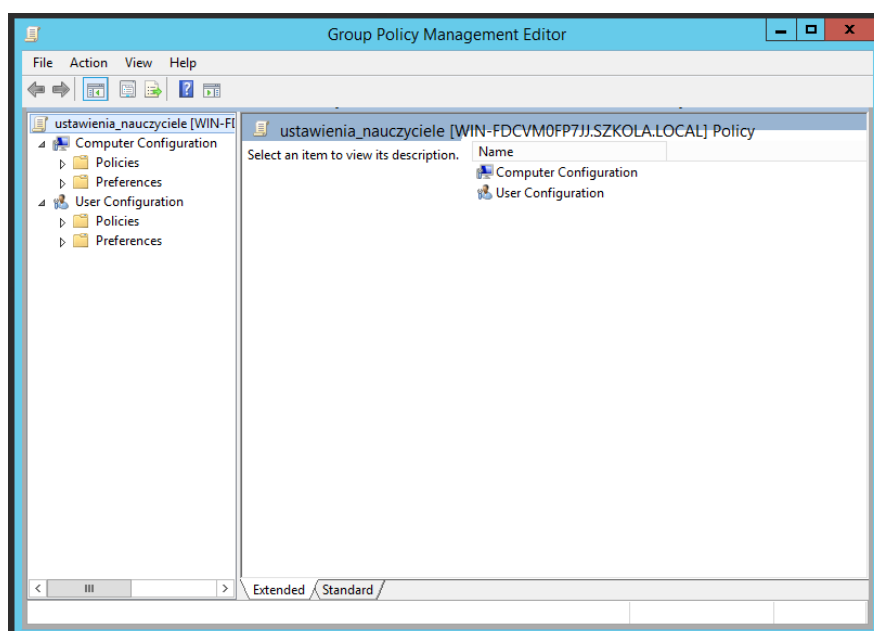 Group Policy Management Editor
File Action View Help
ustawienia_nauczyciele [WIN-FD
Computer Configuration
Policies
Preferences
User Configuration
Policies
Preferences
ustawienia_nauczyciele [WIN-FDCVM0FP7JJ.SZKOLA.LOCAL] Policy
Select an item to view its description.
Name
Computer Configuration
User Configuration
Extended Standard